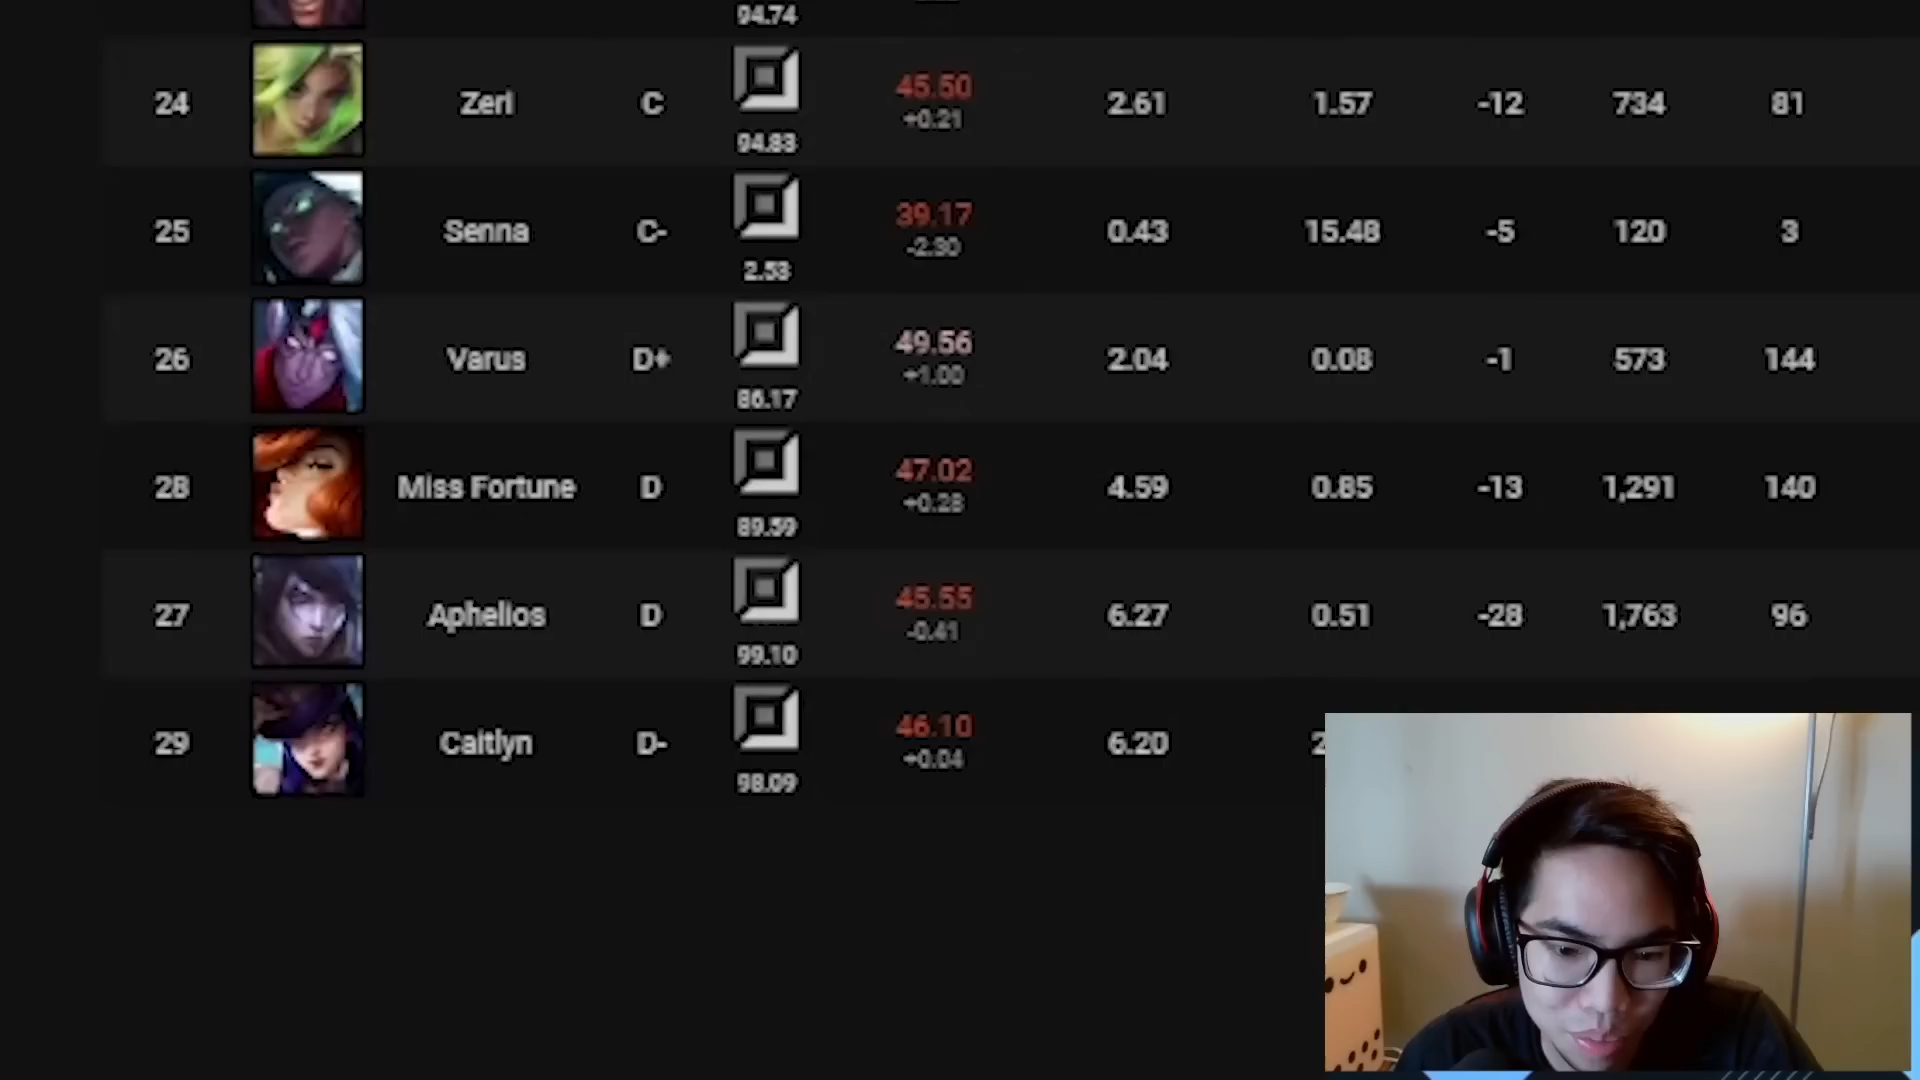 94.74
24 Zeri C 94.83 45.50 +0.21 2.61 1.57 -12 734 81
25 Senna C- 2.53 39.17 -2.30 0.43 15.48 -5 120 3
26 Varus D+ 86.17 49.56 +1.00 2.04 0.08 -1 573 144
28 Miss Fortune D 89.59 47.02 +0.28 4.59 0.85 -13 1,291 140
27 Aphelios D 99.10 45.55 -0.41 6.27 0.51 -28 1,763 96
29 Caitlyn D- 98.09 46.10 +0.04 6.20 2